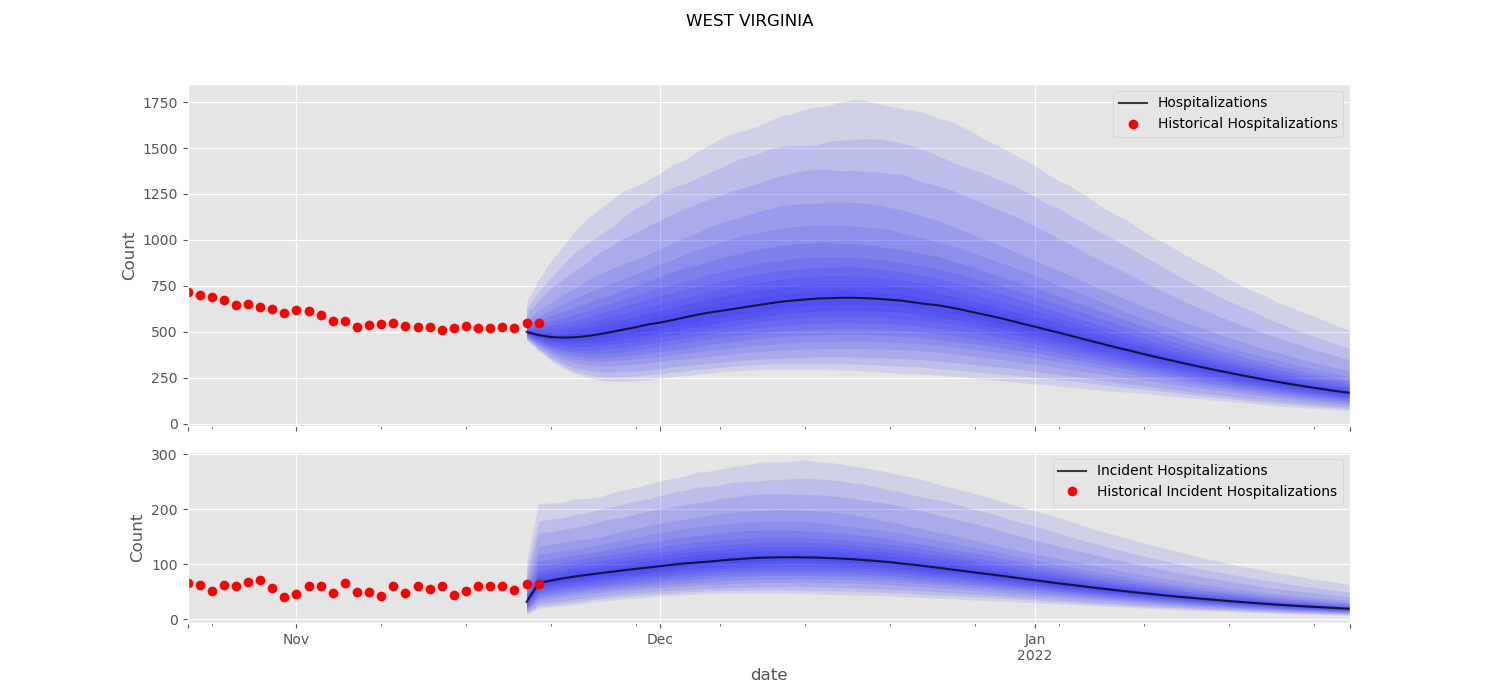 WEST VIRGINIA
1750
1500
1250
1000
750
500
250
0
Count
Hospitalizations
Historical Hospitalizations
300
200
100
0
Count
Incident Hospitalizations
Historical Incident Hospitalizations
Nov
Dec
Jan
2022
date